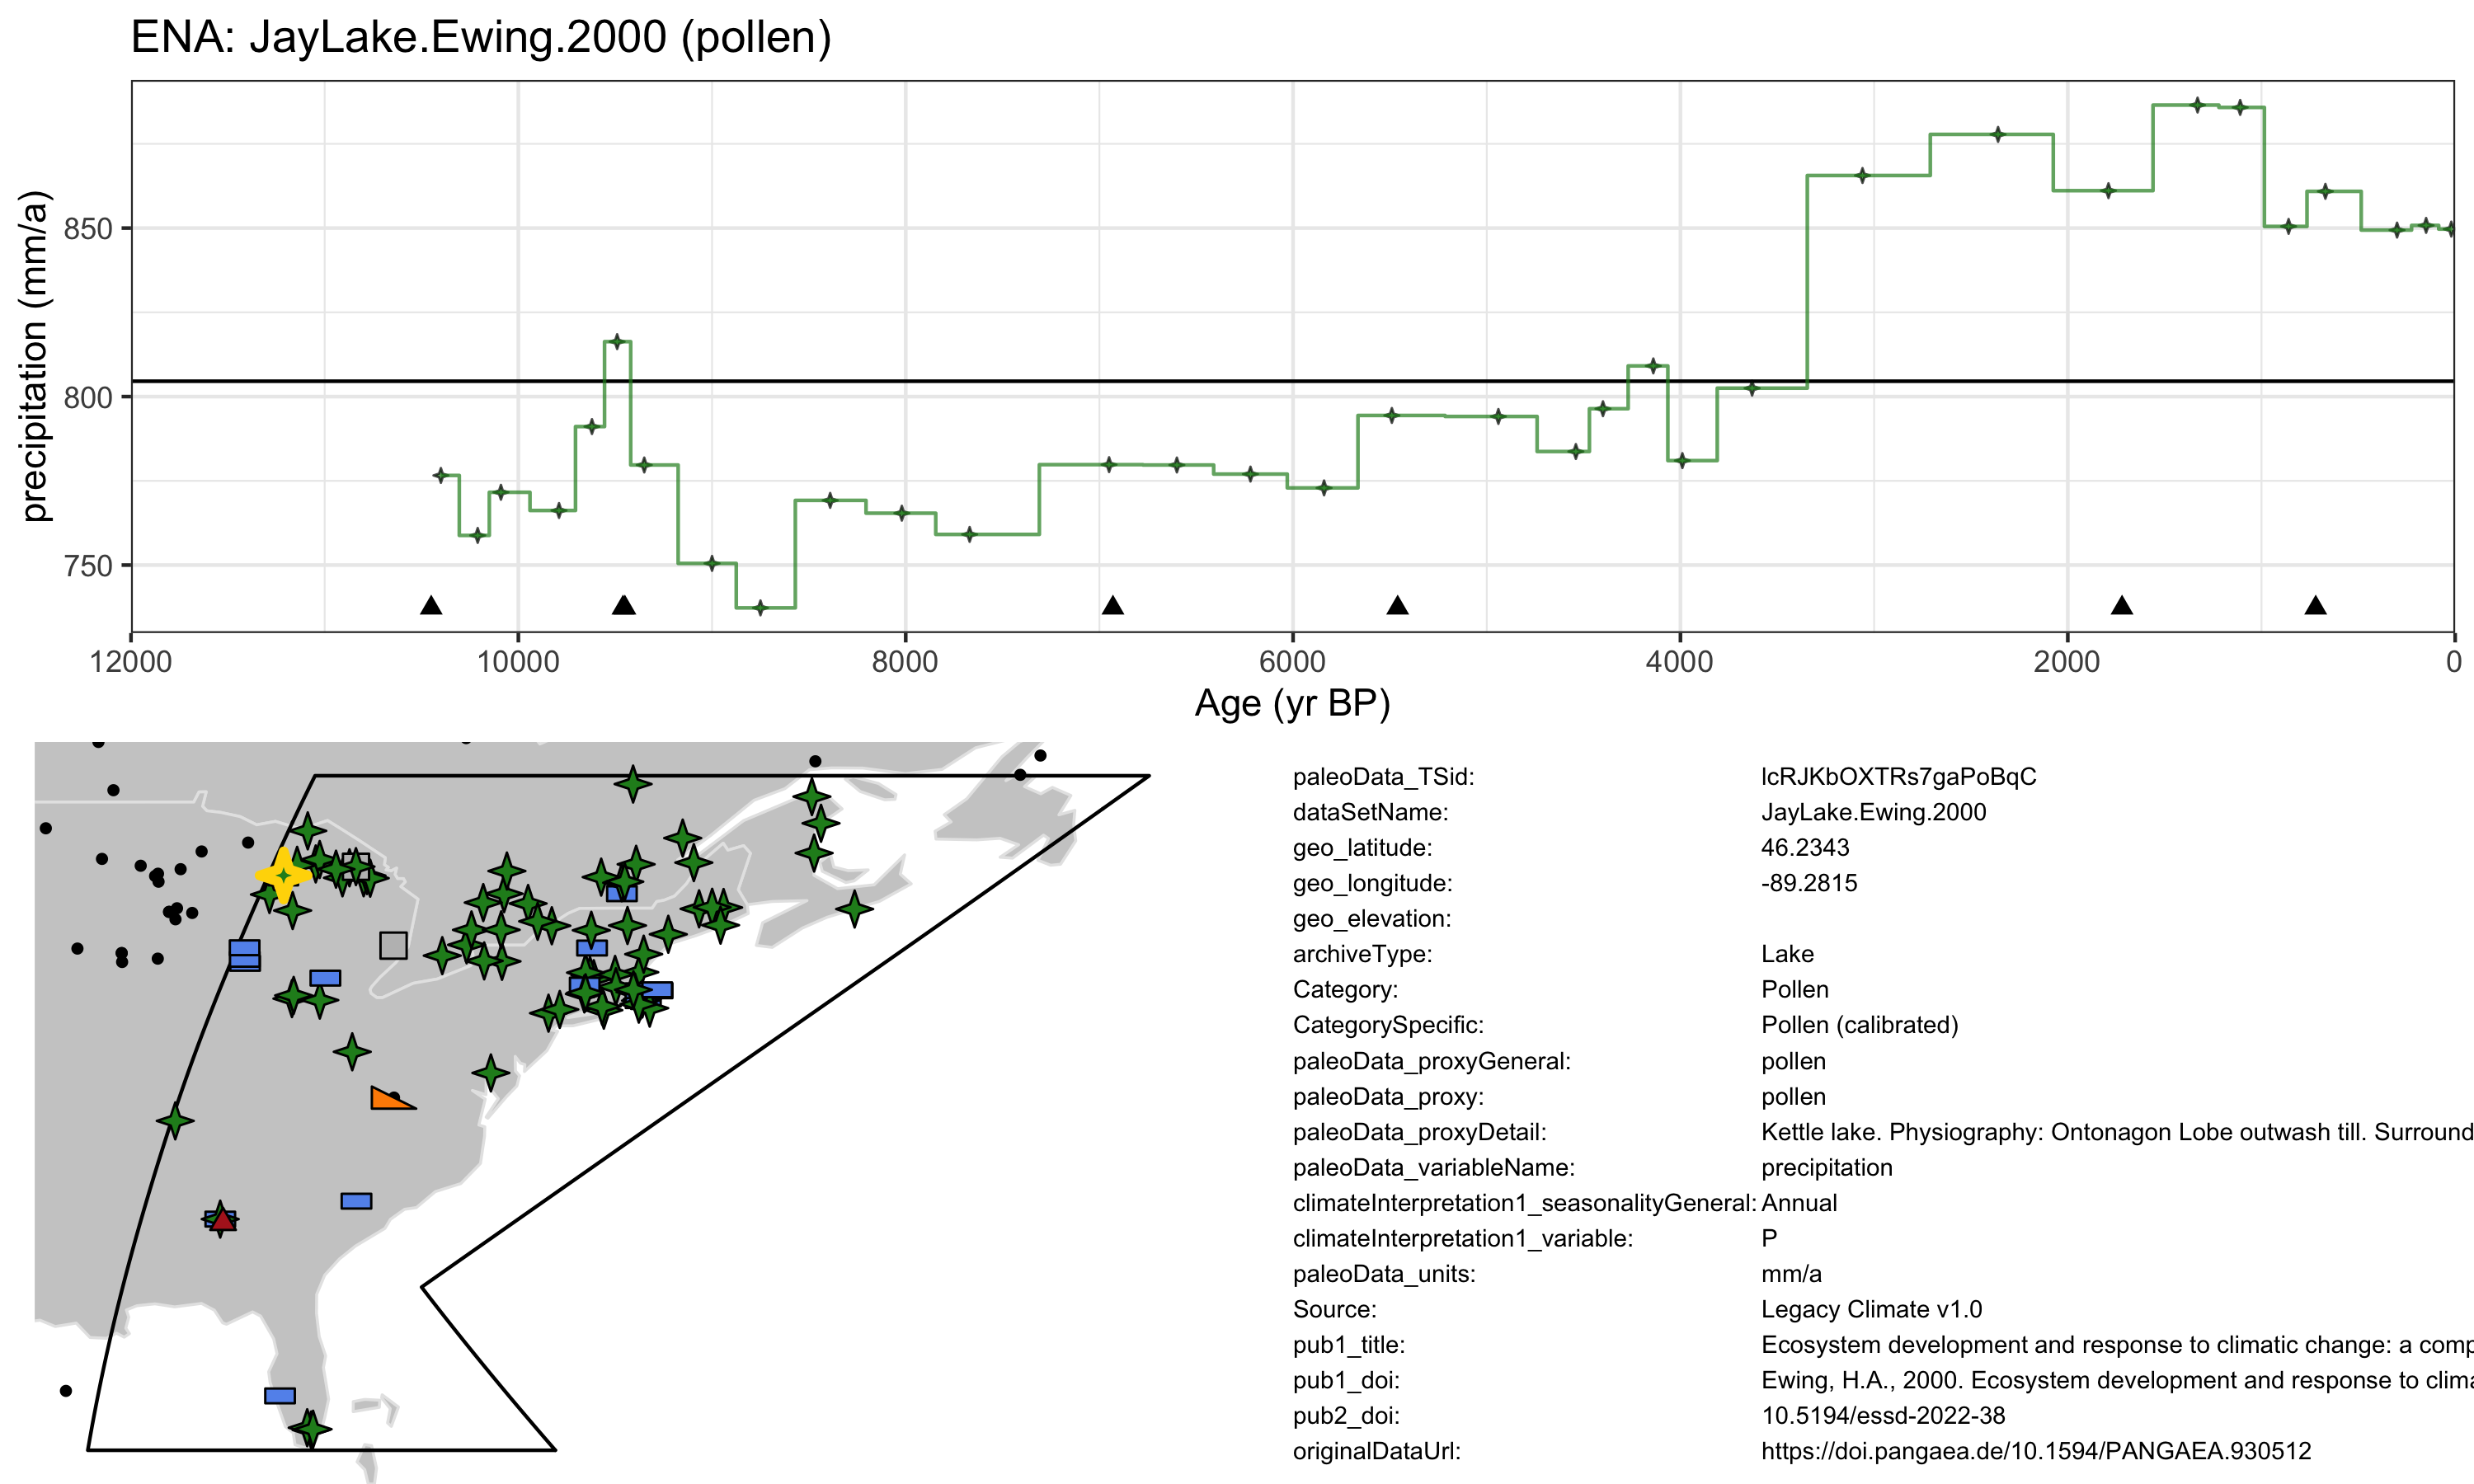 ENA: JayLake.Ewing.2000 (pollen)
precipitation (mm/a)
850
800
750
12000 10000 8000 6000 4000 2000 0
Age (yr BP)
paleoData_TSid: lcRJKbOXTRs7gaPoBqC
dataSetName: JayLake.Ewing.2000
geo_latitude: 46.2343
geo_longitude: -89.2815
geo_elevation:
archiveType: Lake
Category: Pollen
CategorySpecific: Pollen (calibrated)
paleoData_proxyGeneral: pollen
paleoData_proxy: pollen
paleoData_proxyDetail: Kettle lake. Physiography: Ontonagon Lobe outwash till. Surround
paleoData_variableName: precipitation
climateInterpretation1_seasonalityGeneral: Annual
climateInterpretation1_variable: P
paleoData_units: mm/a
Source: Legacy Climate v1.0
pub1_title: Ecosystem development and response to climatic change: a comp
pub1_doi: Ewing, H.A., 2000. Ecosystem development and response to clima
pub2_doi: 10.5194/essd-2022-38
originalDataUrl: https://doi.pangaea.de/10.1594/PANGAEA.930512